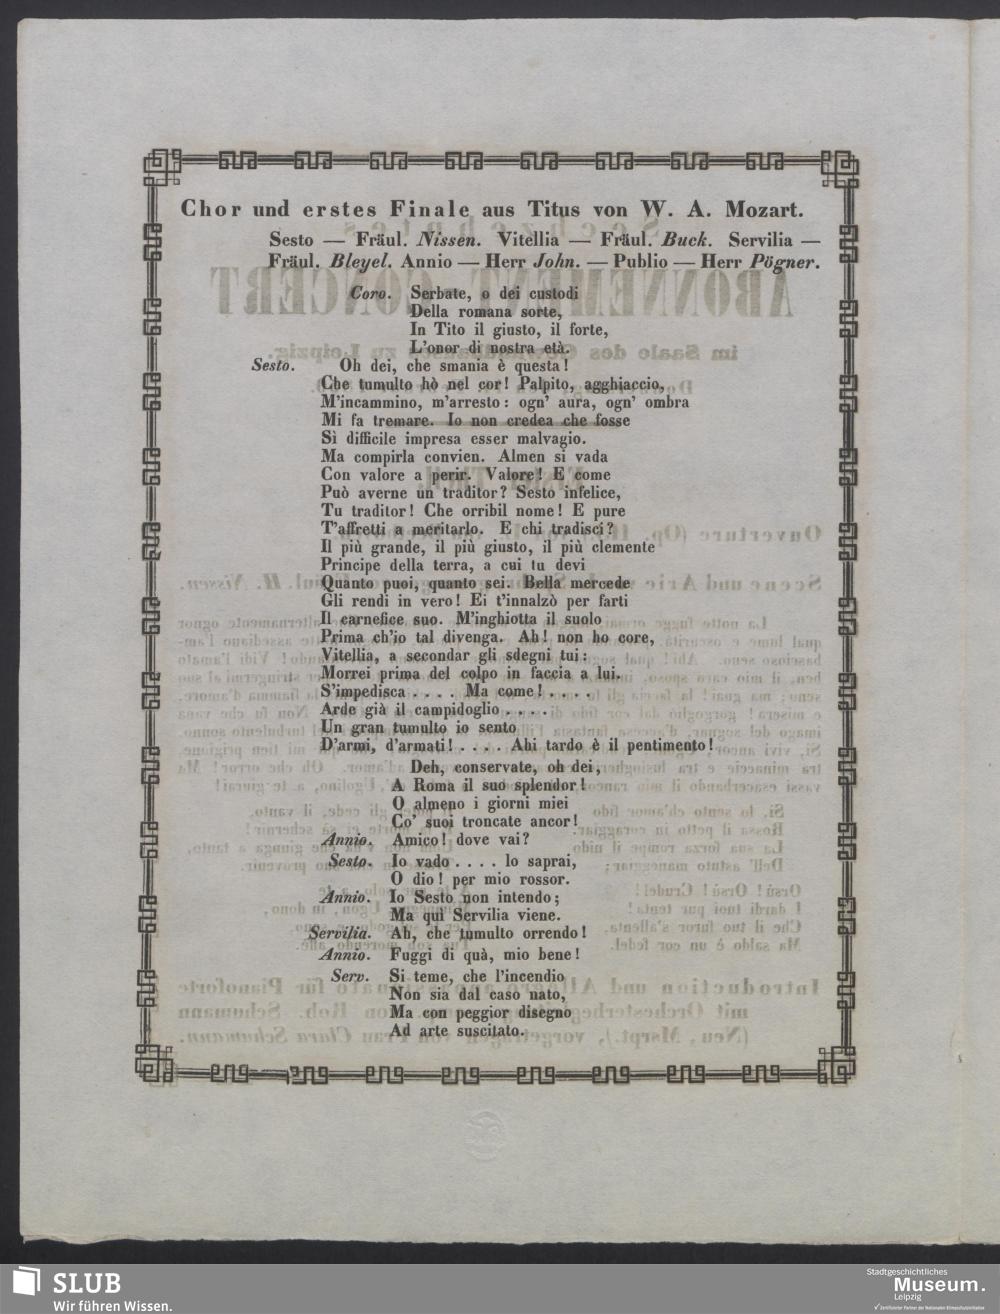 Chor und erstes Finale aus Titus von W. A. Mozart.
Sesto — Fräul. Nissen. Vitellia — Fräul. Buck. Servilia —
Fräul. Bleyel. Annio — Herr John. — Publio — Herr Pögner.
Coro. Serbate, o dei custodi
Della romana sorte,
In Tito il giusto, il forte,
L'onor di nostra età.
Sesto. Oh dei, che smania è questa!
Che tumulto hò nel cor! Palpito, agghiaccio,
M'incammino, m'arresto: ogn' aura, ogn' ombra
Mi fa tremare. Io non credea che fosse
Sì difficile impresa esser malvagio.
Ma compirla convien. Almen si vada
Con valore a perir. Valore! E come
Può averne un traditor? Sesto infelice,
Tu traditor! Che orribil nome! E pure
T'affretti a meritarlo. E chi tradisci?
Il più grande, il più giusto, il più clemente
Principe della terra, a cui tu devi
Quanto puoi, quanto sei. Bella mercede
Gli rendi in vero! Ei t'innalzò per farti
Il carnefice suo. M'inghiotta il suolo
Prima ch'io tal divenga. Ah! non ho core,
Vitellia, a secondar gli sdegni tui:
Morrei prima del colpo in faccia a lui.
S'impedisca . . . . Ma come! . . . .
Arde già il campidoglio . . . .
Un gran tumulto io sento
D'armi, d'armati! . . . . Ahi tardo è il pentimento!
Deh, conservate, oh dei,
A Roma il suo splendor!
O almeno i giorni miei
Co' suoi troncate ancor!
Annio. Amico! dove vai?
Sesto. Io vado . . . . lo saprai,
O dio! per mio rossor.
Annio. Io Sesto non intendo;
Ma qui Servilia viene.
Servilia. Ah, che tumulto orrendo!
Annio. Fuggi di quà, mio bene!
Serv. Si teme, che l'incendio
Non sia dal caso nato,
Ma con peggior disegno
Ad arte suscitato.
SLUB
Wir führen Wissen.
Stadtgeschichtliches
Museum.
Leipzig
✓ Zertifizierter Partner der Nationalen Klimaschutzinitiative